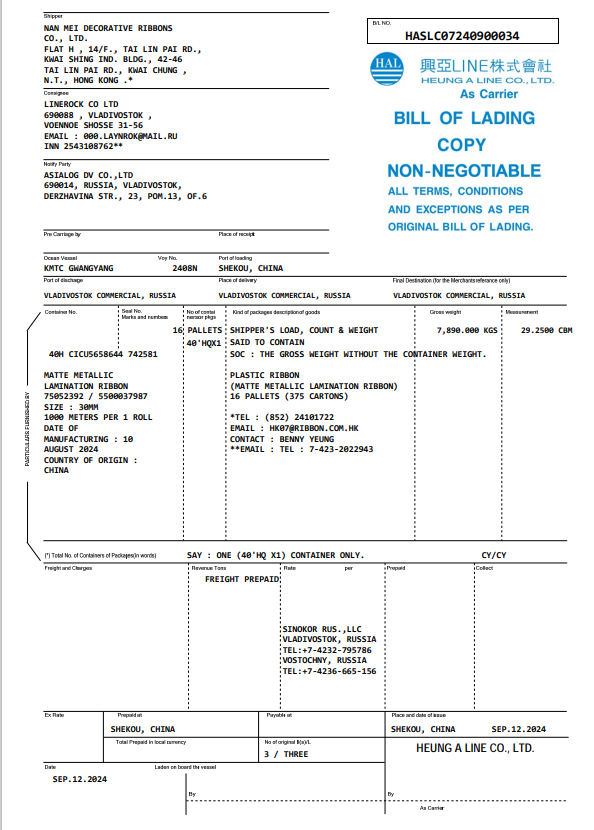 Shipper
NAN MEI DECORATIVE RIBBONS
CO., LTD.
FLAT H , 14/F., TAI LIN PAI RD.,
KWAI SHING IND. BLDG., 42-46
TAI LIN PAI RD., KWAI CHUNG ,
N.T., HONG KONG .*
B/L NO.
HASLC07240900034
HAL
興亞LINE株式會社
HEUNG A LINE CO., LTD.
As Carrier
BILL OF LADING
COPY
NON-NEGOTIABLE
ALL TERMS, CONDITIONS
AND EXCEPTIONS AS PER
ORIGINAL BILL OF LADING.
Consignee
LINEROCK CO LTD
690088 , VLADIVOSTOK ,
VOENNOE SHOSSE 31-56
EMAIL : 000.LAYNROK@MAIL.RU
INN 2543108762**
Notify Party
ASIALOG DV CO.,LTD
690014, RUSSIA, VLADIVOSTOK,
DERZHAVINA STR., 23, POM.13, OF.6
Pre Carriage by Place of receipt
Ocean Vessel Voy No. Port of loading
KMTC GWANGYANG 2408N SHEKOU, CHINA
Port of discharge Place of delivery Final Destination (for the Merchantsreferance only)
VLADIVOSTOK COMMERCIAL, RUSSIA VLADIVOSTOK COMMERCIAL, RUSSIA VLADIVOSTOK COMMERCIAL, RUSSIA
PARTICULARS FURNISHED BY
Container No. Seal No. Marks and numbers No of contai nersor pkgs Kind of packages description of goods Gross weight Measurement
16 PALLETS SHIPPER'S LOAD, COUNT & WEIGHT 7,890.000 KGS 29.2500 CBM
40'HQX1 SAID TO CONTAIN
40H CICU5658644 742581 SOC : THE GROSS WEIGHT WITHOUT THE CONTAINER WEIGHT.
MATTE METALLIC PLASTIC RIBBON
LAMINATION RIBBON (MATTE METALLIC LAMINATION RIBBON)
75052392 / 5500037987 16 PALLETS (375 CARTONS)
SIZE : 30MM
1000 METERS PER 1 ROLL *TEL : (852) 24101722
DATE OF EMAIL : HK07@RIBBON.COM.HK
MANUFACTURING : 10 CONTACT : BENNY YEUNG
AUGUST 2024 **EMAIL : TEL : 7-423-2022943
COUNTRY OF ORIGIN :
CHINA
(*) Total No. of Containers of Packages(in words) SAY : ONE (40'HQ X1) CONTAINER ONLY. CY/CY
Freight and Charges Revenue Tons Rate per Prepaid Collect
FREIGHT PREPAID
SINOKOR RUS.,LLC
VLADIVOSTOK, RUSSIA
TEL:+7-4232-795786
VOSTOCHNY, RUSSIA
TEL:+7-4236-665-156
Ex Rate Prepaid at Payable at Place and date of issue
SHEKOU, CHINA SHEKOU, CHINA SEP.12.2024
Total Prepaid in local currency No of original B(s)/L HEUNG A LINE CO., LTD.
3 / THREE
Date Laden on board the vessel
SEP.12.2024
By By
As Carrier